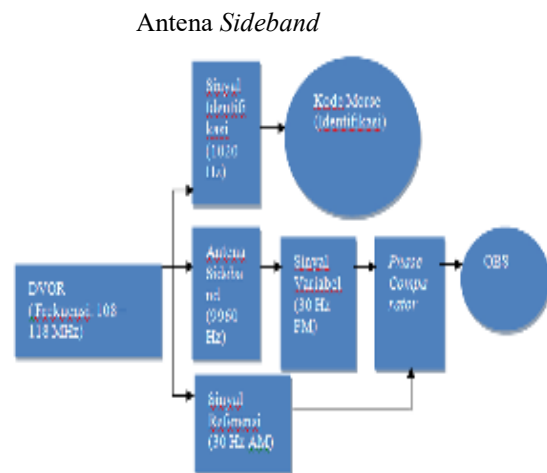 Antena Sideband
Sinyal
Identifi
kasi
(1020
Hz)
Kode Morse
(Identifikasi)
DVOR
(Frekuensi, 108 –
118 MHz)
Antena
Sideba
nd
(9960
Hz)
Sinyal
Variabel
(30 Hz
FM)
Phase
Compa
rator
OBS
Sinyal
Referensi
(30 Hz AM)